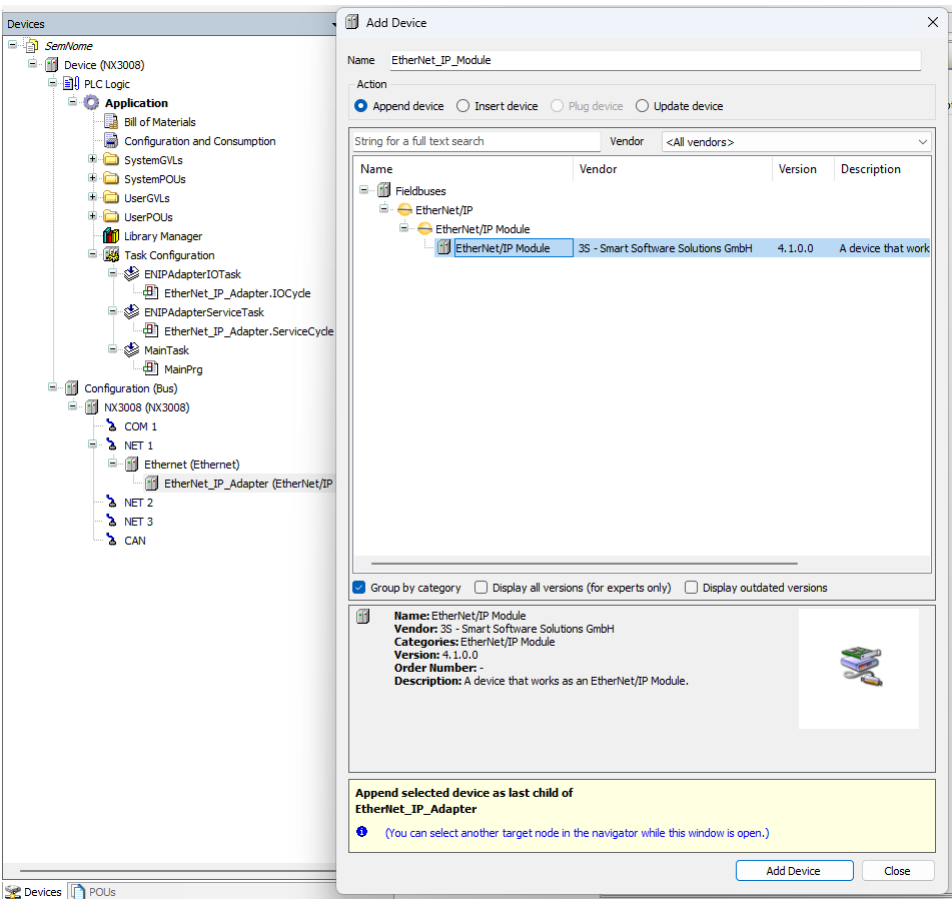 Devices
SemNome
Device (NX3008)
PLC Logic
Application
Bill of Materials
Configuration and Consumption
SystemGVLs
SystemPOUs
UserGVLs
UserPOUs
Library Manager
Task Configuration
ENIPAdapterIOTask
EtherNet_IP_Adapter.IOCycle
ENIPAdapterServiceTask
EtherNet_IP_Adapter.ServiceCycle
MainTask
MainPrg
Configuration (Bus)
NX3008 (NX3008)
COM 1
NET 1
Ethernet (Ethernet)
EtherNet_IP_Adapter (EtherNet/IP
NET 2
NET 3
CAN
Devices POUs
Add Device
Name EtherNet_IP_Module
Action
Append device Insert device Plug device Update device
String for a full text search Vendor <All vendors>
Name Vendor Version Description
Fieldbuses
EtherNet/IP
EtherNet/IP Module
EtherNet/IP Module 3S - Smart Software Solutions GmbH 4.1.0.0 A device that work
Group by category Display all versions (for experts only) Display outdated versions
Name: EtherNet/IP Module
Vendor: 3S - Smart Software Solutions GmbH
Categories: EtherNet/IP Module
Version: 4.1.0.0
Order Number: -
Description: A device that works as an EtherNet/IP Module.
Append selected device as last child of
EtherNet_IP_Adapter
(You can select another target node in the navigator while this window is open.)
Add Device Close